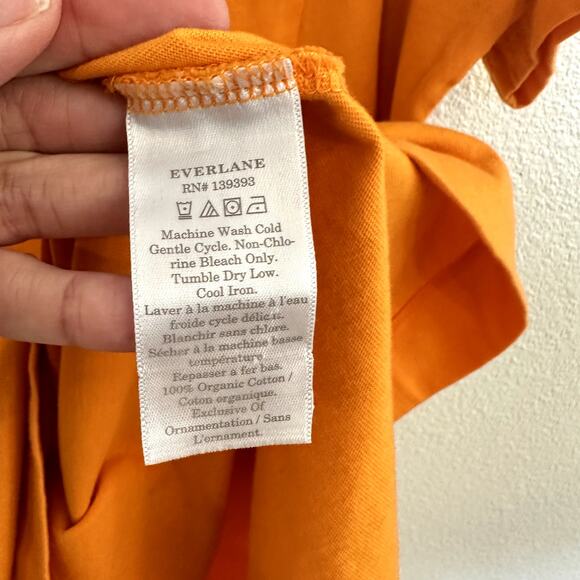 EVERLANE
RN# 139393
Machine Wash Cold
Gentle Cycle. Non-Chlo-
rine Bleach Only.
Tumble Dry Low.
Cool Iron.
Laver à la machine à l'eau
froide cycle délicat.
Blanchir sans chlore.
Sécher à la machine basse
température.
Repasser a fer bas.
100% Organic Cotton /
Coton organique.
Exclusive Of
Ornamentation / Sans
L'ornament.